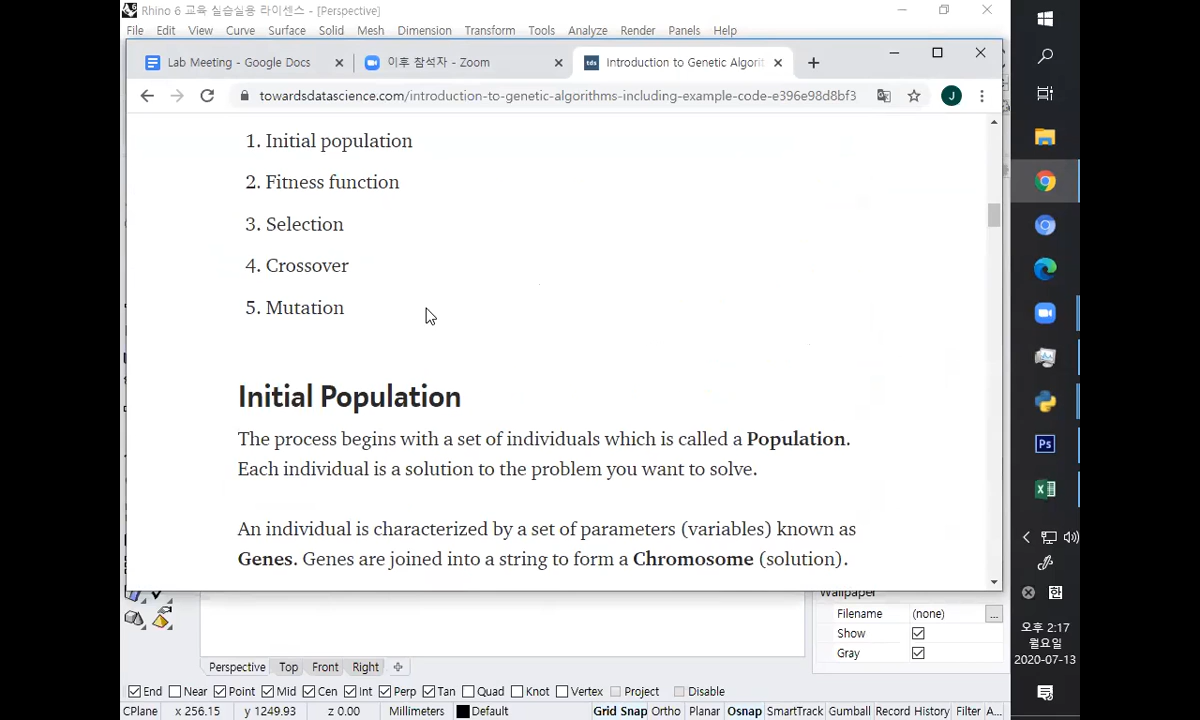 Rhino 6 교육 실습실용 라이센스 - [Perspective]
File Edit View Curve Surface Solid Mesh Dimension Transform Tools Analyze Render Panels Help
Lab Meeting - Google Docs
이후 참석자 - Zoom
tds Introduction to Genetic Algorit
towardsdatascience.com/introduction-to-genetic-algorithms-including-example-code-e396e98d8bf3
J
1. Initial population
2. Fitness function
3. Selection
4. Crossover
5. Mutation
Initial Population
The process begins with a set of individuals which is called a Population.
Each individual is a solution to the problem you want to solve.
An individual is characterized by a set of parameters (variables) known as
Genes. Genes are joined into a string to form a Chromosome (solution).
Wallpaper
Filename (none) ...
Show
Gray
Perspective Top Front Right
End Near Point Mid Cen Int Perp Tan Quad Knot Vertex Project Disable
CPlane x 256.15 y 1249.93 z 0.00 Millimeters Default Grid Snap Ortho Planar Osnap SmartTrack Gumball Record History Filter A...
Ps
한
오후 2:17
월요일
2020-07-13